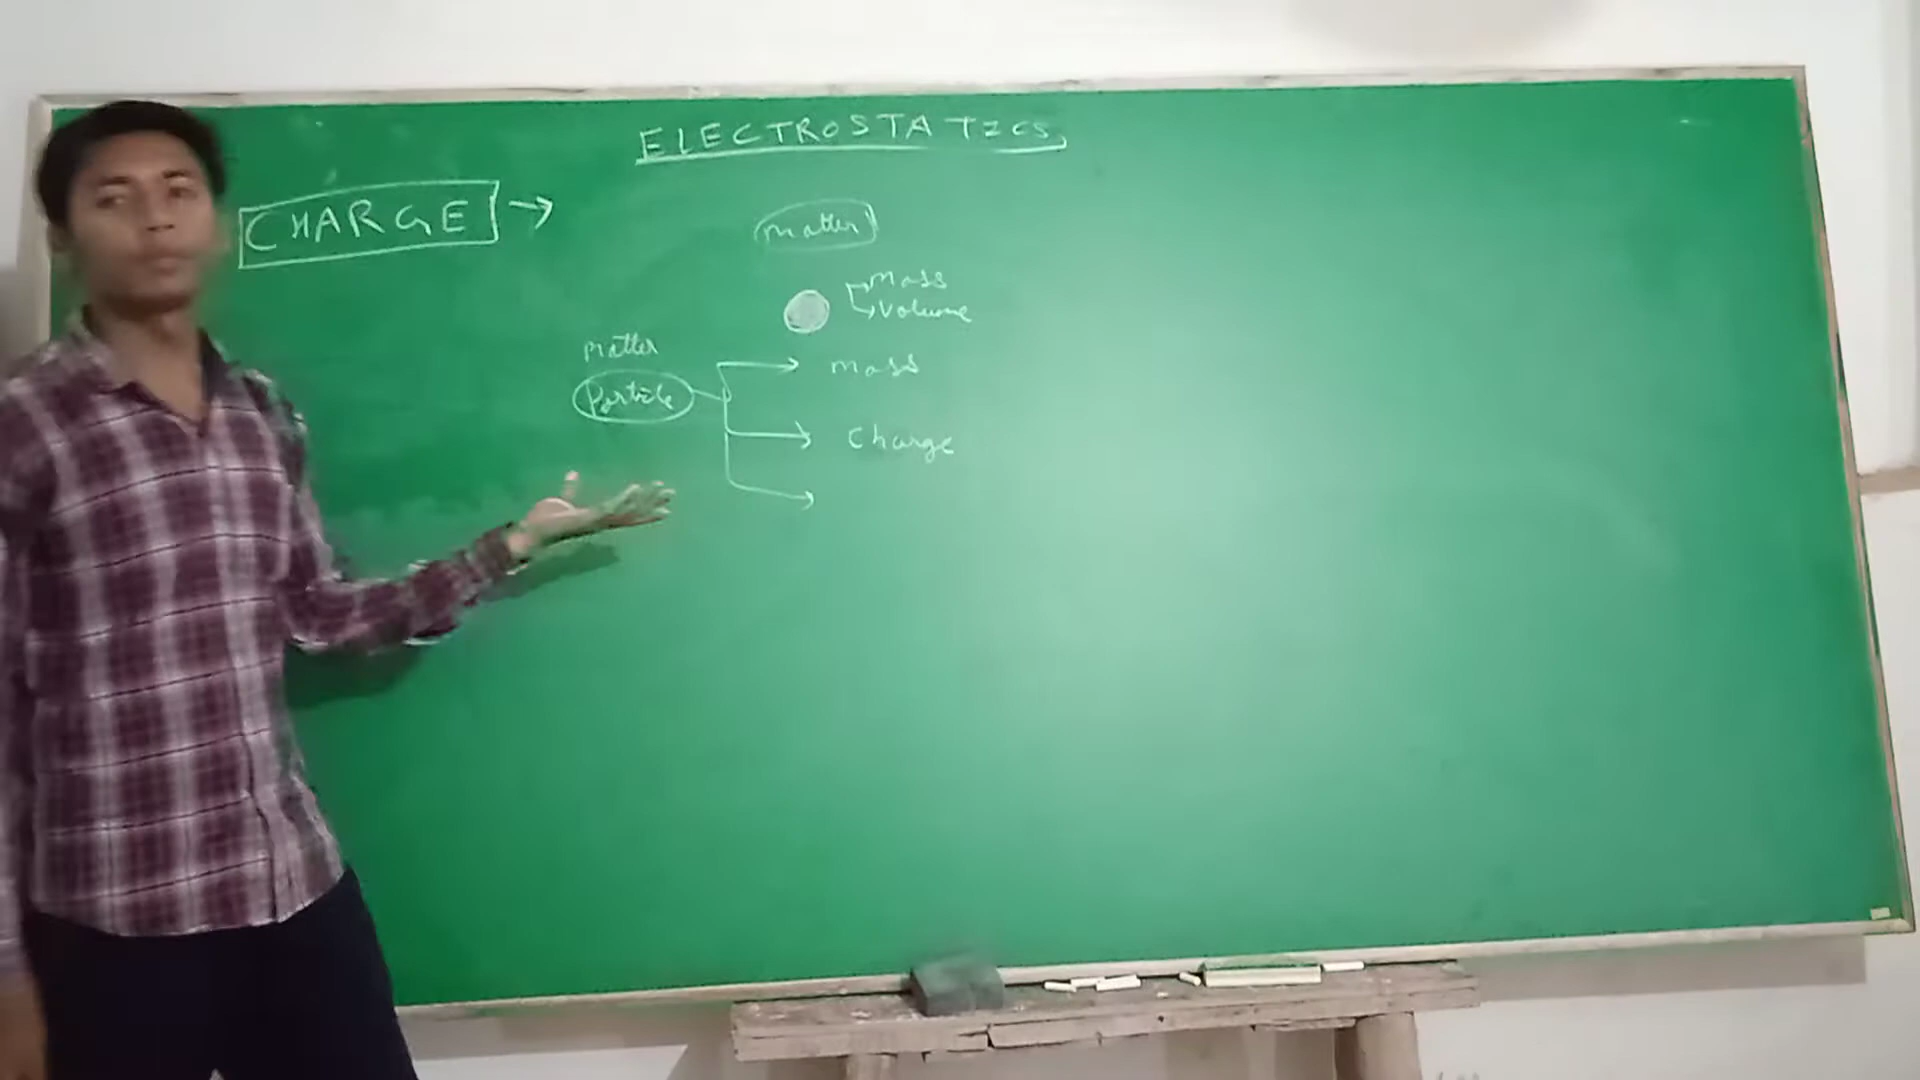 ELECTROSTATICS
CHARGE →
matter
mass
volume
matter
Particle
mass
charge